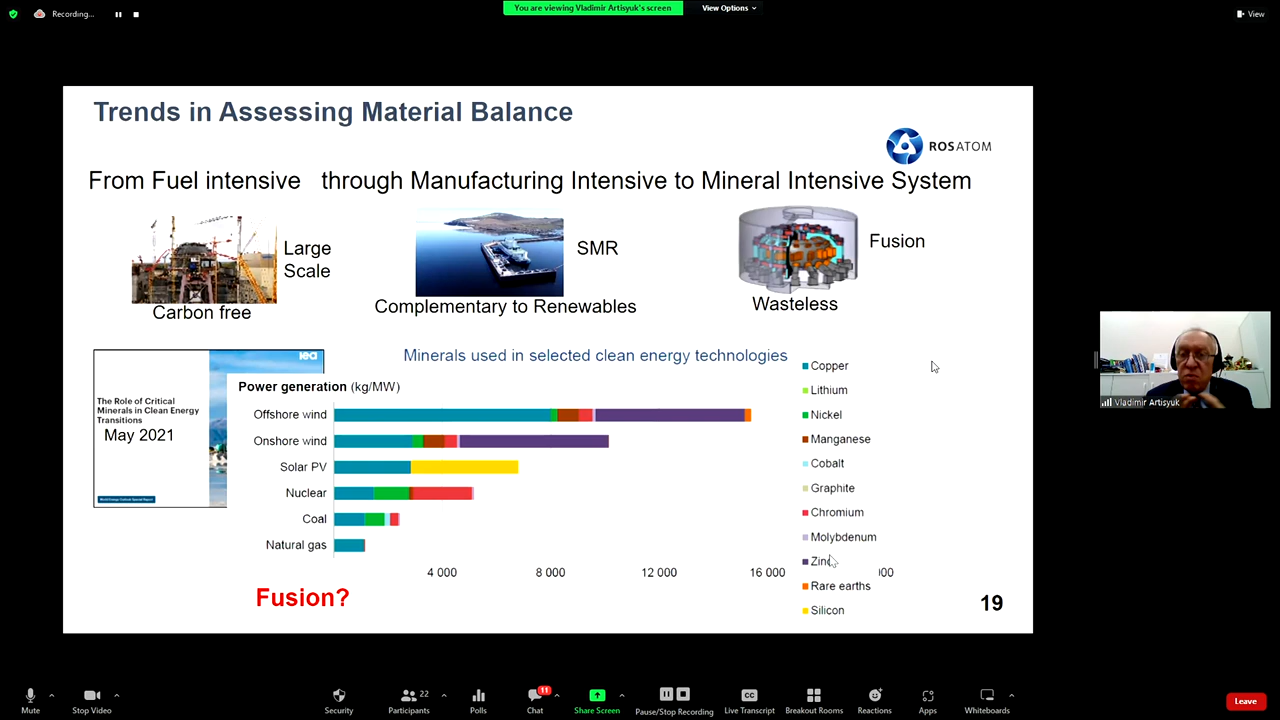 Recording...
You are viewing Vladimir Artisyuk's screen
View Options
View
Trends in Assessing Material Balance
ROSATOM
From Fuel intensive through Manufacturing Intensive to Mineral Intensive System
Large
Scale
SMR
Fusion
Carbon free
Complementary to Renewables
Wasteless
iea
The Role of Critical
Minerals in Clean Energy
Transitions
May 2021
Minerals used in selected clean energy technologies
Power generation (kg/MW)
Offshore wind
Onshore wind
Solar PV
Nuclear
Coal
Natural gas
4 000
8 000
12 000
16 000
Copper
Lithium
Nickel
Manganese
Cobalt
Graphite
Chromium
Molybdenum
Zinc
Rare earths
Silicon
Fusion?
19
Vladimir Artisyuk
Mute
Stop Video
Security
22
Participants
Polls
11
Chat
Share Screen
Pause/Stop Recording
CC
Live Transcript
Breakout Rooms
Reactions
Apps
Whiteboards
Leave